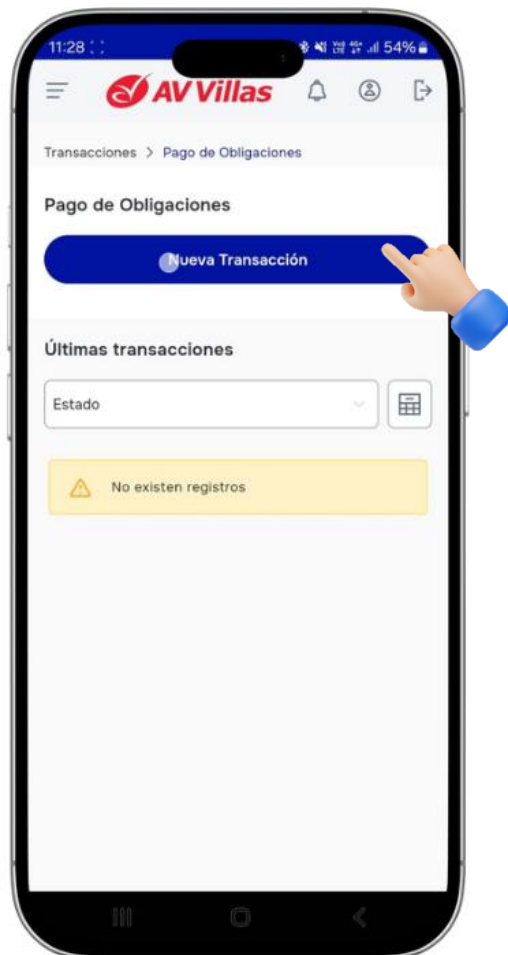 11:28
54%
AV Villas
Transacciones > Pago de Obligaciones
Pago de Obligaciones
Nueva Transacción
Últimas transacciones
Estado
No existen registros